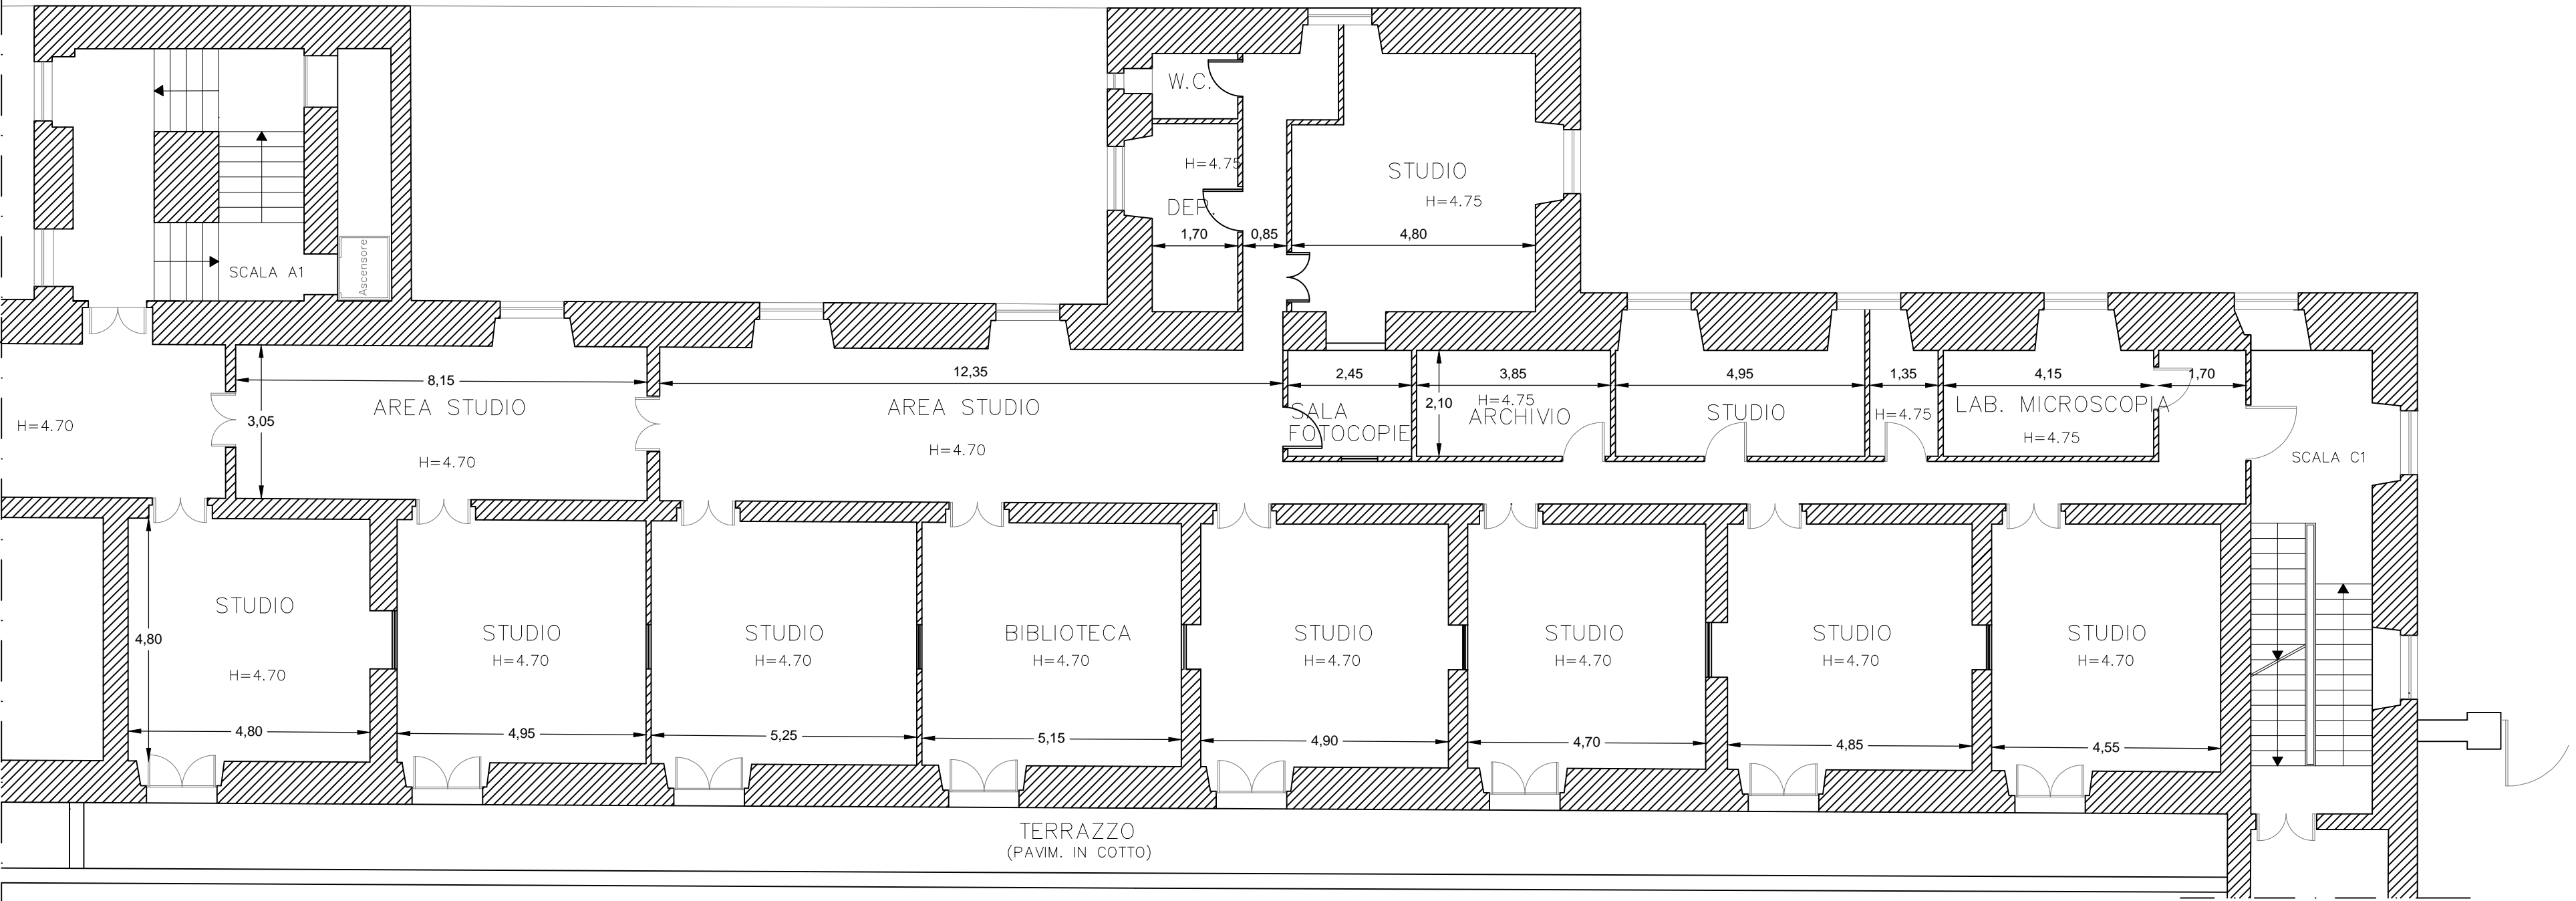 W.C.
H=4.75
DEP.
1,70
0,85
STUDIO
H=4.75
4,80
SCALA A1
Ascensore
H=4.70
8,15
3,05
AREA STUDIO
H=4.70
12,35
AREA STUDIO
H=4.70
2,45
SALA
FOTOCOPIE
2,10
3,85
H=4.75
ARCHIVIO
4,95
STUDIO
1,35
H=4.75
4,15
LAB. MICROSCOPIA
H=4.75
1,70
SCALA C1
STUDIO
4,80
H=4.70
4,80
STUDIO
H=4.70
4,95
STUDIO
H=4.70
5,25
BIBLIOTECA
H=4.70
5,15
STUDIO
H=4.70
4,90
STUDIO
H=4.70
4,70
STUDIO
H=4.70
4,85
STUDIO
H=4.70
4,55
TERRAZZO
(PAVIM. IN COTTO)